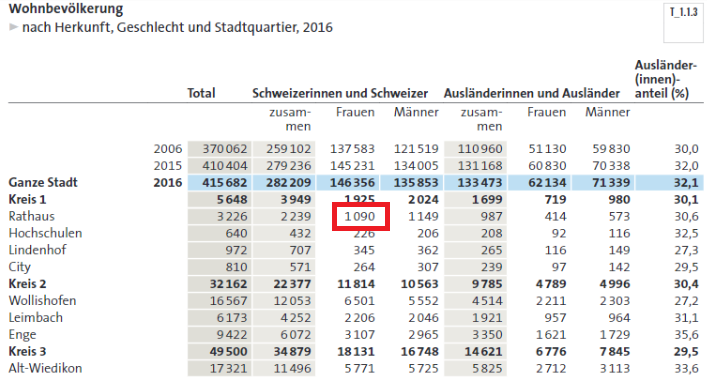 Wohnbevölkerung
▶ nach Herkunft, Geschlecht und Stadtquartier, 2016
T_1.1.3
Total Schweizerinnen und Schweizer Ausländerinnen und Ausländer Ausländer-
(innen)-
anteil (%)
zusam-
men Frauen Männer zusam-
men Frauen Männer
2006 370 062 259 102 137 583 121 519 110 960 51 130 59 830 30,0
2015 410 404 279 236 145 231 134 005 131 168 60 830 70 338 32,0
Ganze Stadt 2016 415 682 282 209 146 356 135 853 133 473 62 134 71 339 32,1
Kreis 1 5 648 3 949 1 925 2 024 1 699 719 980 30,1
Rathaus 3 226 2 239 1 090 1 149 987 414 573 30,6
Hochschulen 640 432 226 206 208 92 116 32,5
Lindenhof 972 707 345 362 265 116 149 27,3
City 810 571 264 307 239 97 142 29,5
Kreis 2 32 162 22 377 11 814 10 563 9 785 4 789 4 996 30,4
Wollishofen 16 567 12 053 6 501 5 552 4 514 2 211 2 303 27,2
Leimbach 6 173 4 252 2 206 2 046 1 921 957 964 31,1
Enge 9 422 6 072 3 107 2 965 3 350 1 621 1 729 35,6
Kreis 3 49 500 34 879 18 131 16 748 14 621 6 776 7 845 29,5
Alt-Wiedikon 17 321 11 496 5 771 5 725 5 825 2 712 3 113 33,6